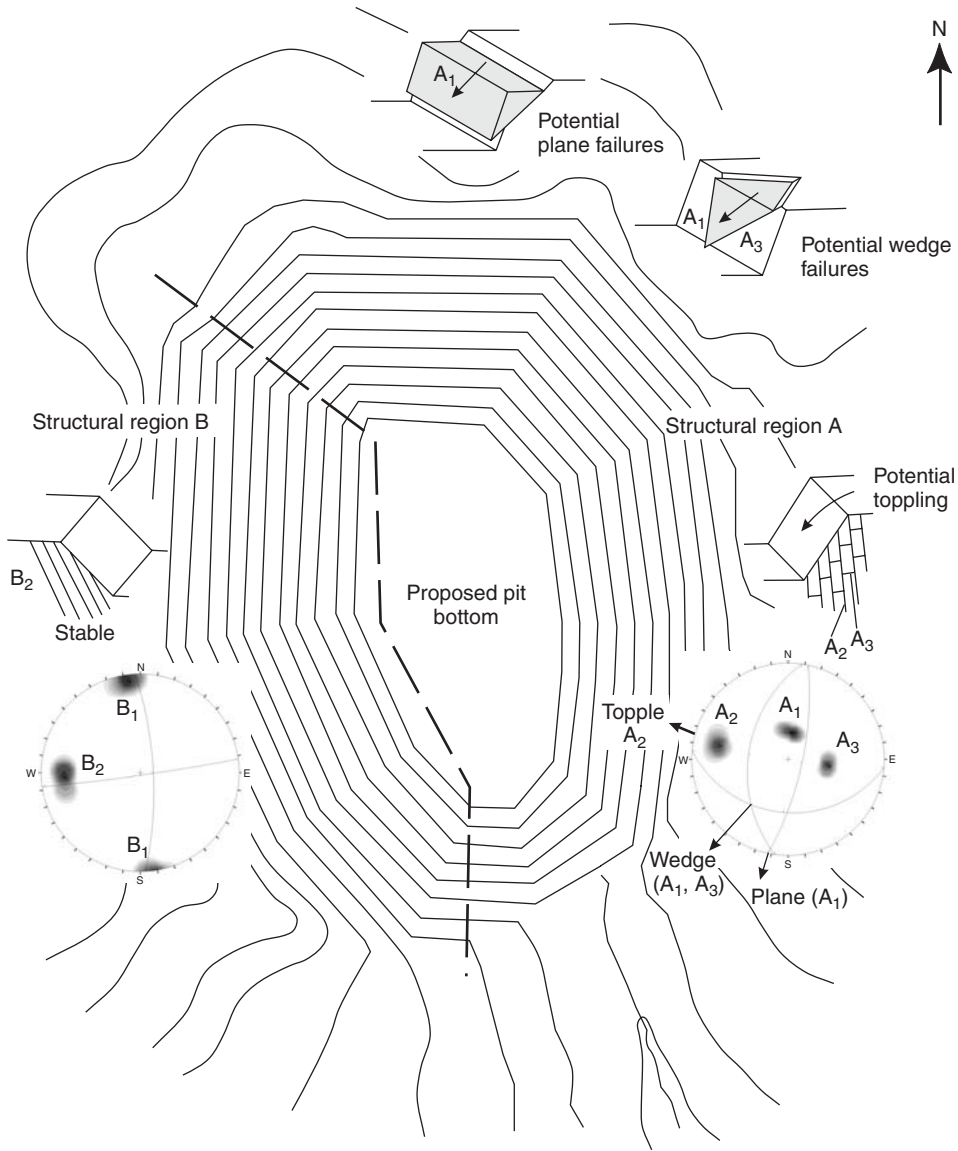 N
A1
Potential
plane failures
A1
A3
Potential wedge
failures
Structural region B
Structural region A
Potential
toppling
B2
Stable
Proposed pit
bottom
A2 A3
N
B1
B2
W
E
B1
S
Topple
A2
N
A2
A1
A3
W
E
S
Wedge
(A1, A3)
Plane (A1)